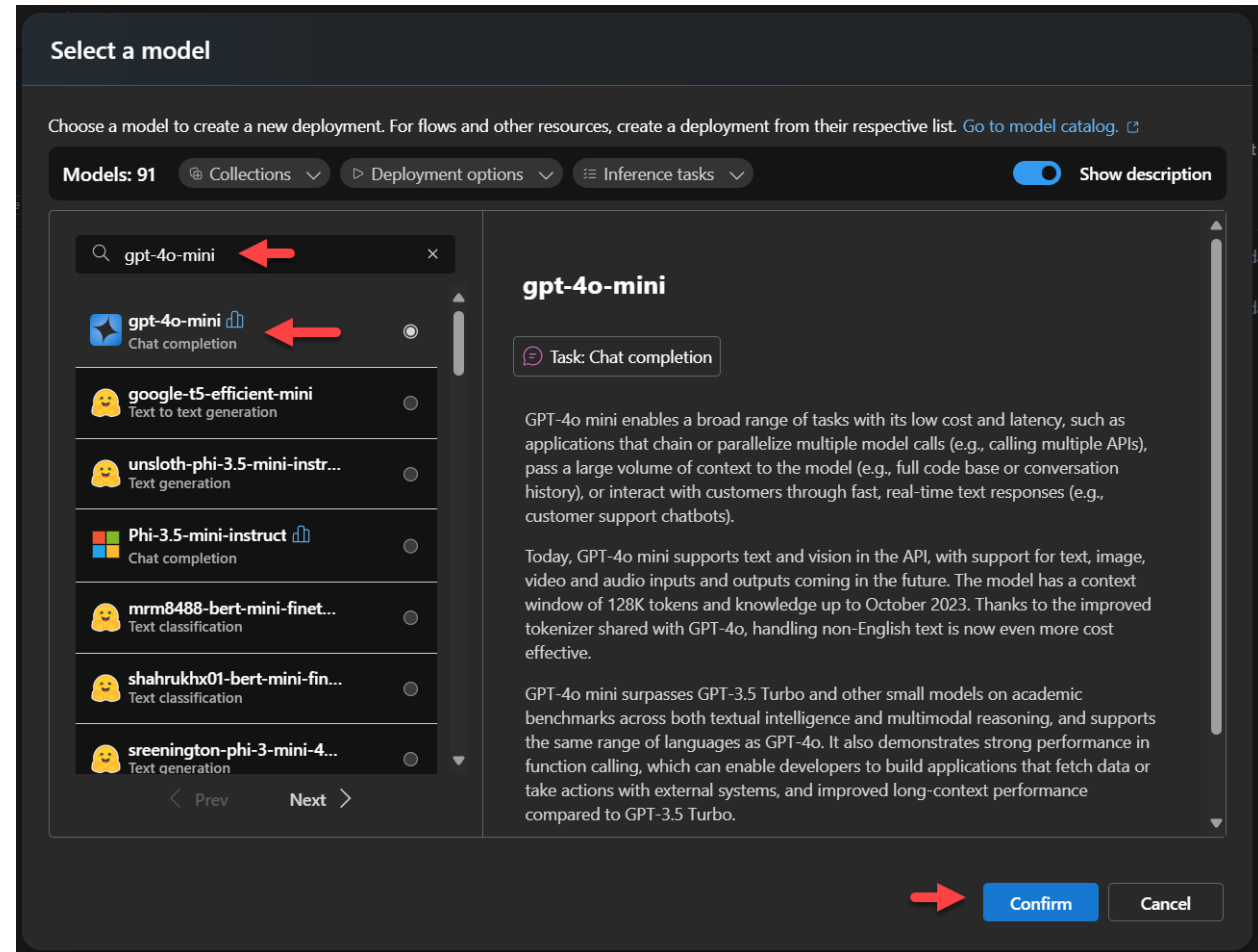 Select a model
Choose a model to create a new deployment. For flows and other resources, create a deployment from their respective list. Go to model catalog.
Models: 91 Collections Deployment options Inference tasks Show description
gpt-4o-mini
gpt-4o-mini
Chat completion
google-t5-efficient-mini
Text to text generation
unsloth-phi-3.5-mini-instr...
Text generation
Phi-3.5-mini-instruct
Chat completion
mrm8488-bert-mini-finet...
Text classification
shahrukhx01-bert-mini-fin...
Text classification
sreenington-phi-3-mini-4...
Text generation
Prev Next
gpt-4o-mini
Task: Chat completion
GPT-4o mini enables a broad range of tasks with its low cost and latency, such as
applications that chain or parallelize multiple model calls (e.g., calling multiple APIs),
pass a large volume of context to the model (e.g., full code base or conversation
history), or interact with customers through fast, real-time text responses (e.g.,
customer support chatbots).
Today, GPT-4o mini supports text and vision in the API, with support for text, image,
video and audio inputs and outputs coming in the future. The model has a context
window of 128K tokens and knowledge up to October 2023. Thanks to the improved
tokenizer shared with GPT-4o, handling non-English text is now even more cost
effective.
GPT-4o mini surpasses GPT-3.5 Turbo and other small models on academic
benchmarks across both textual intelligence and multimodal reasoning, and supports
the same range of languages as GPT-4o. It also demonstrates strong performance in
function calling, which can enable developers to build applications that fetch data or
take actions with external systems, and improved long-context performance
compared to GPT-3.5 Turbo.
Confirm Cancel